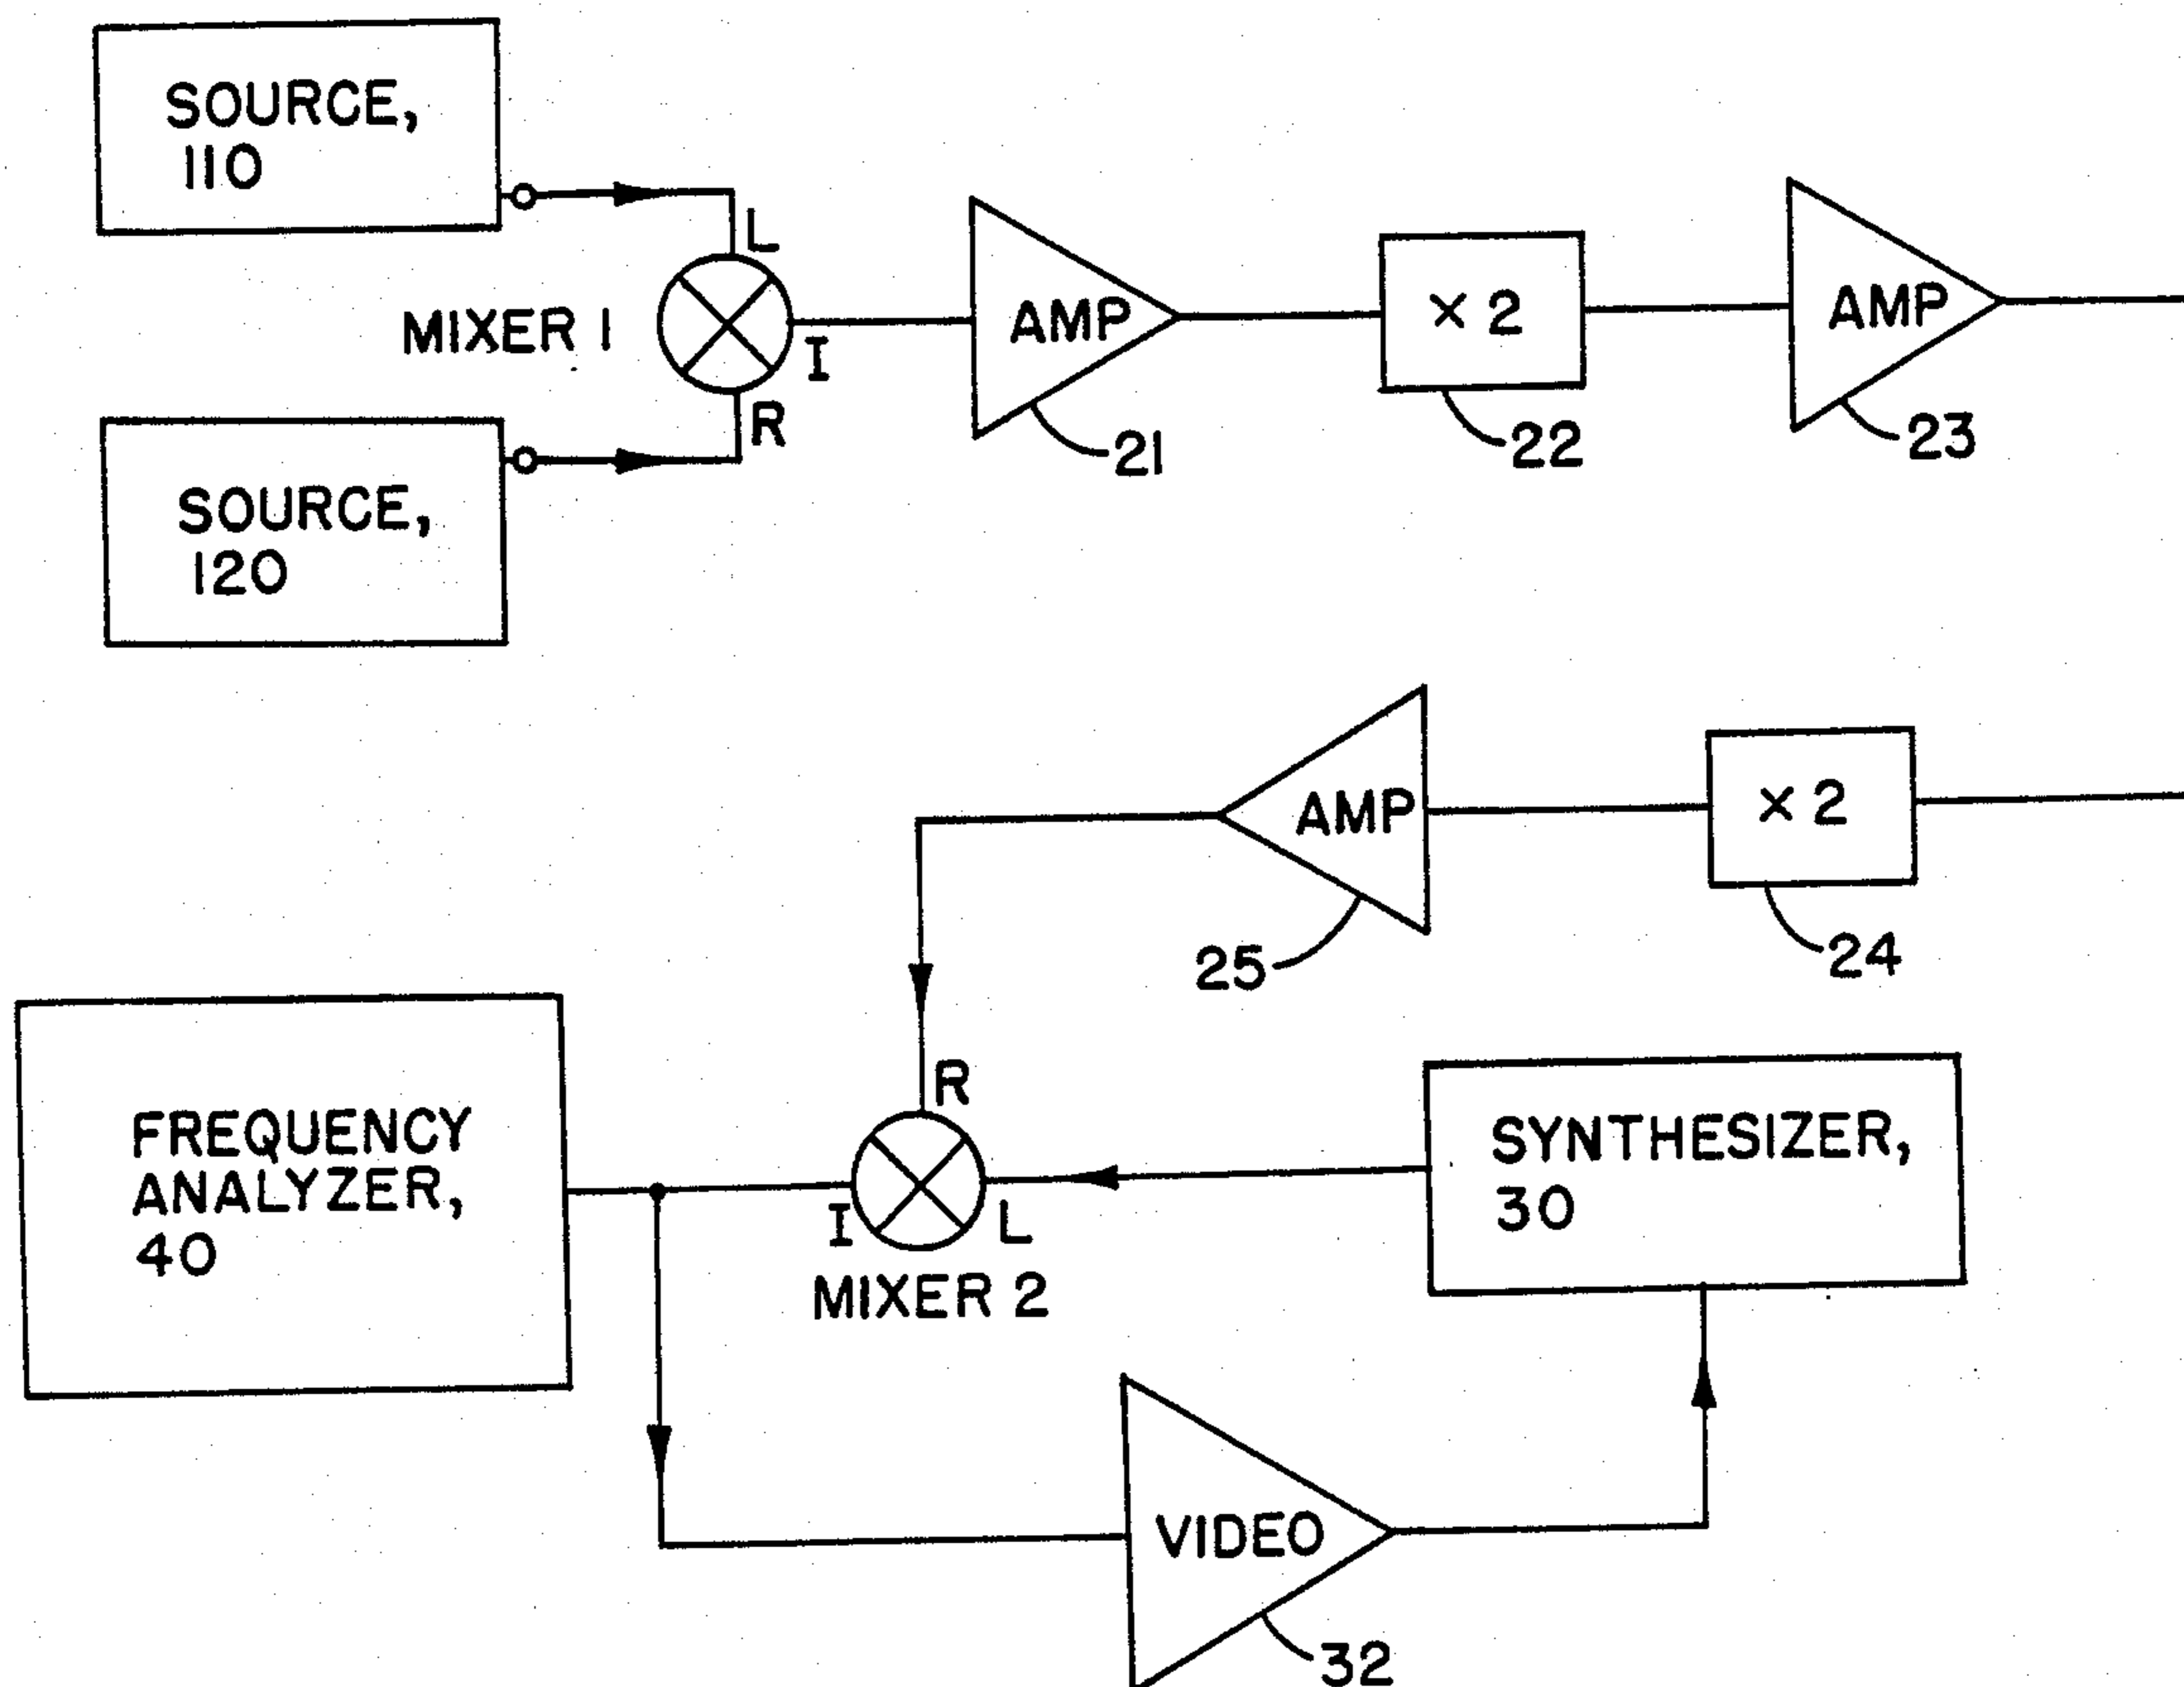 SOURCE,
110
L
MIXER 1
I
AMP
× 2
AMP
R
21
22
23
SOURCE,
120
AMP
× 2
25
24
R
FREQUENCY
ANALYZER,
40
SYNTHESIZER,
30
I
L
MIXER 2
VIDEO
32